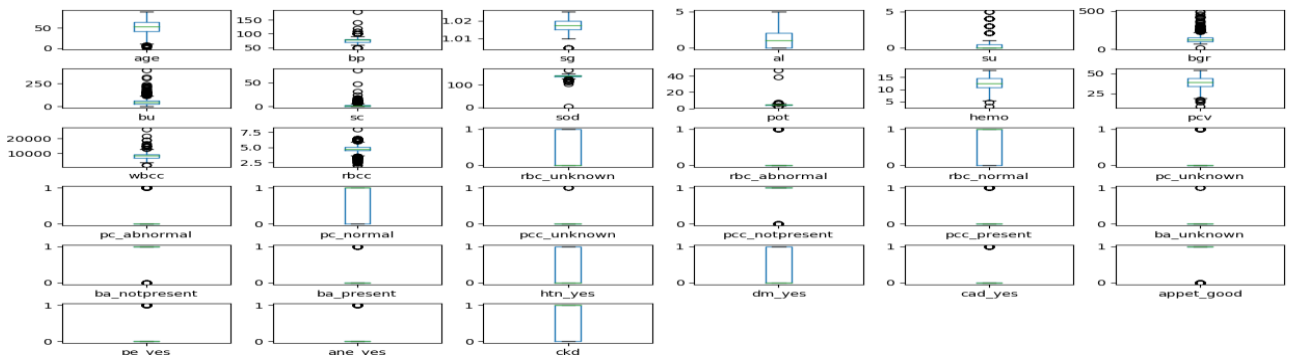 50
0
age
150
100
50
bp
1.02
1.01
sg
5
0
al
5
0
su
500
0
bgr
250
0
bu
50
0
sc
100
0
sod
40
20
0
pot
15
10
5
hemo
50
25
pcv
20000
10000
wbcc
7.5
5.0
2.5
rbcc
1
0
rbc_unknown
1
0
rbc_abnormal
1
0
rbc_normal
1
0
pc_unknown
1
0
pc_abnormal
1
0
pc_normal
1
0
pcc_unknown
1
0
pcc_notpresent
1
0
pcc_present
1
0
ba_unknown
1
0
ba_notpresent
1
0
ba_present
1
0
htn_yes
1
0
dm_yes
1
0
cad_yes
1
0
appet_good
1
0
pe_yes
1
0
ane_yes
1
0
ckd